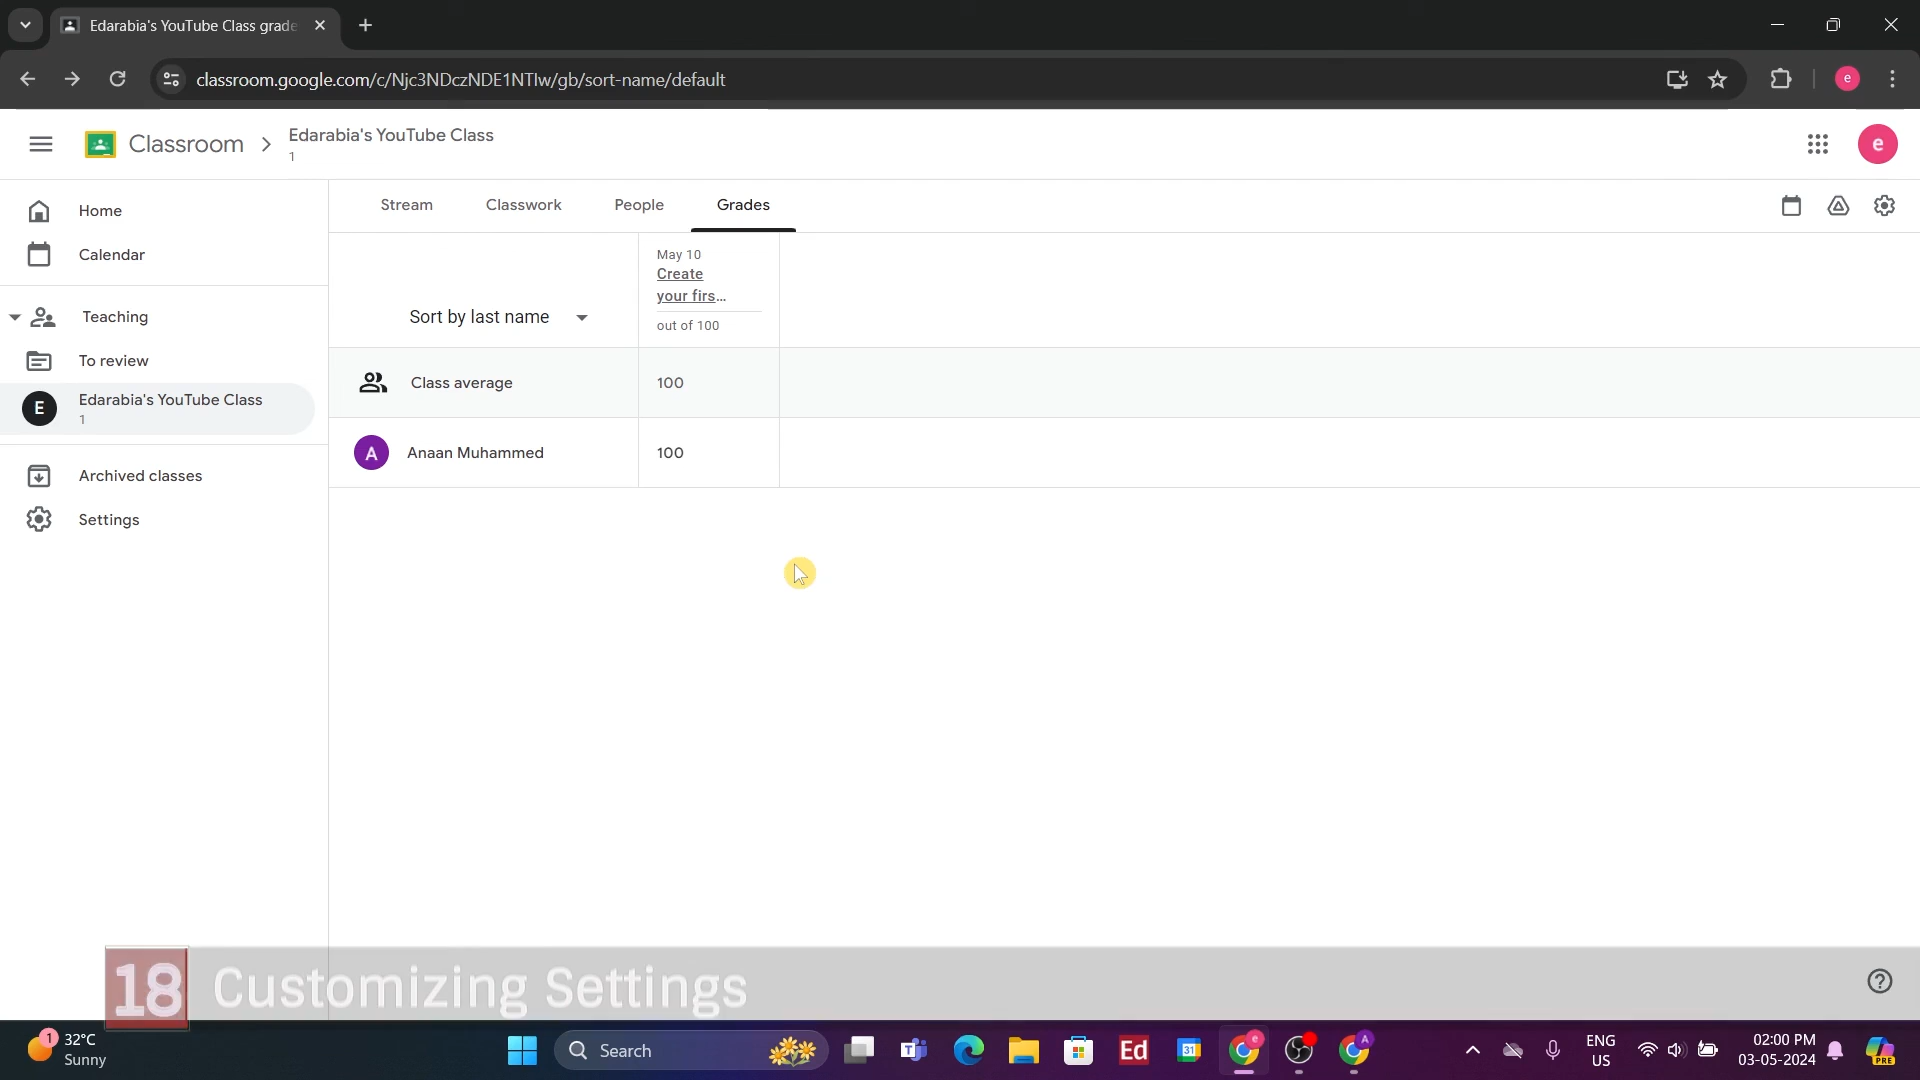 Edarabia's YouTube Class grade
classroom.google.com/c/Njc3NDczNDE1NTIw/gb/sort-name/default
e
Classroom
Edarabia's YouTube Class
1
e
Home
Calendar
Teaching
To review
E
Edarabia's YouTube Class
1
Archived classes
Settings
Stream
Classwork
People
Grades
Sort by last name
May 10
Create
your firs...
out of 100
Class average
100
A
Anaan Muhammed
100
18 Customizing Settings
1
32°C
Sunny
Search
T
Ed
31
e
A
ENG
US
02:00 PM
03-05-2024
PRE